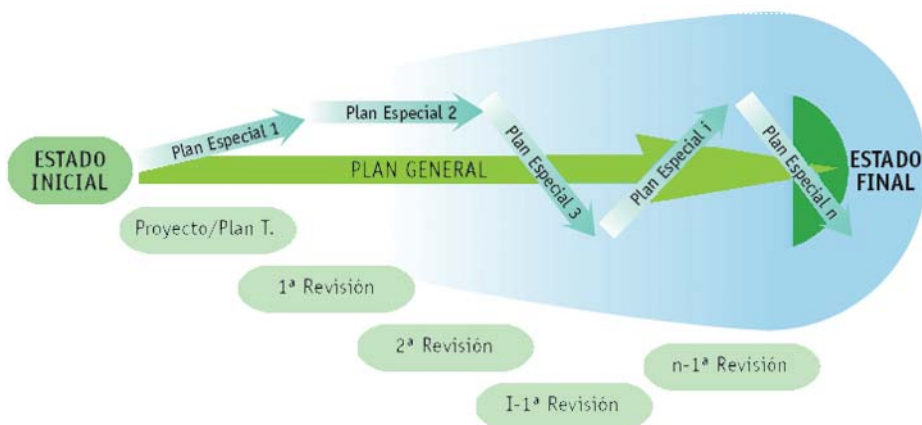 Plan Especial 1
Plan Especial 2
Plan Especial 3
Plan Especial i
Plan Especial n
ESTADO
INICIAL
PLAN GENERAL
ESTADO
FINAL
Proyecto/Plan T.
1ª Revisión
2ª Revisión
I-1ª Revisión
n-1ª Revisión